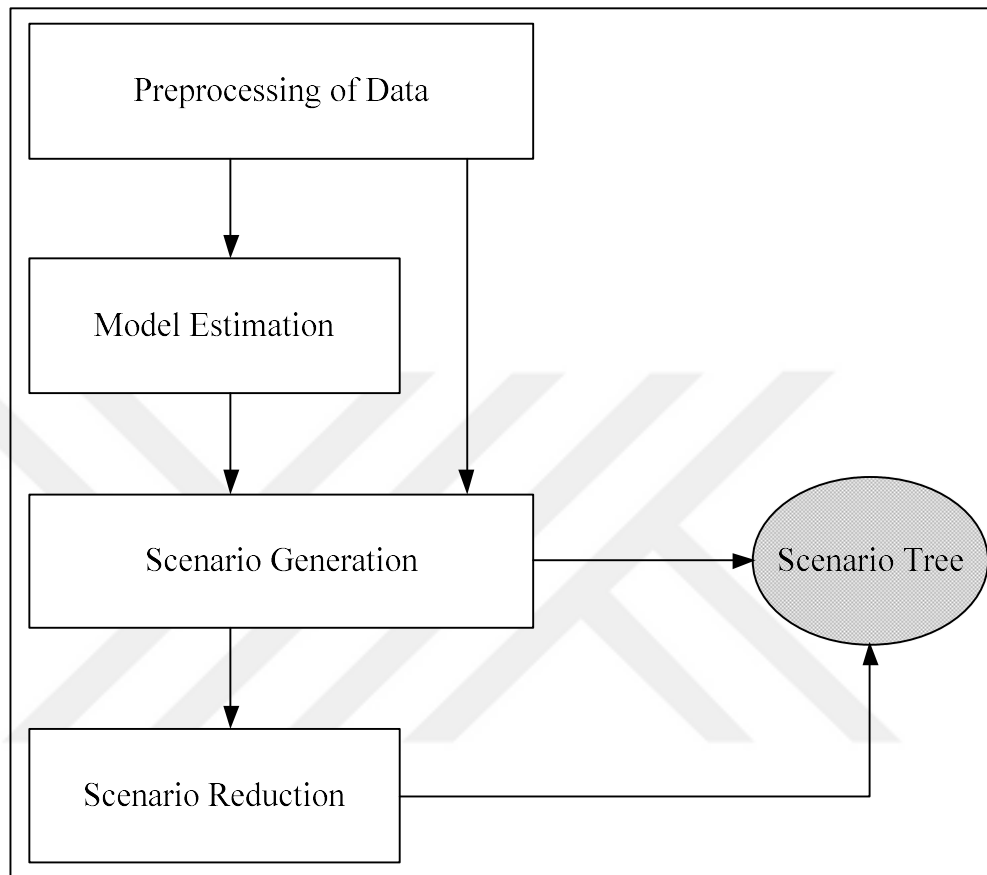 Preprocessing of Data
Model Estimation
Scenario Generation
Scenario Tree
Scenario Reduction